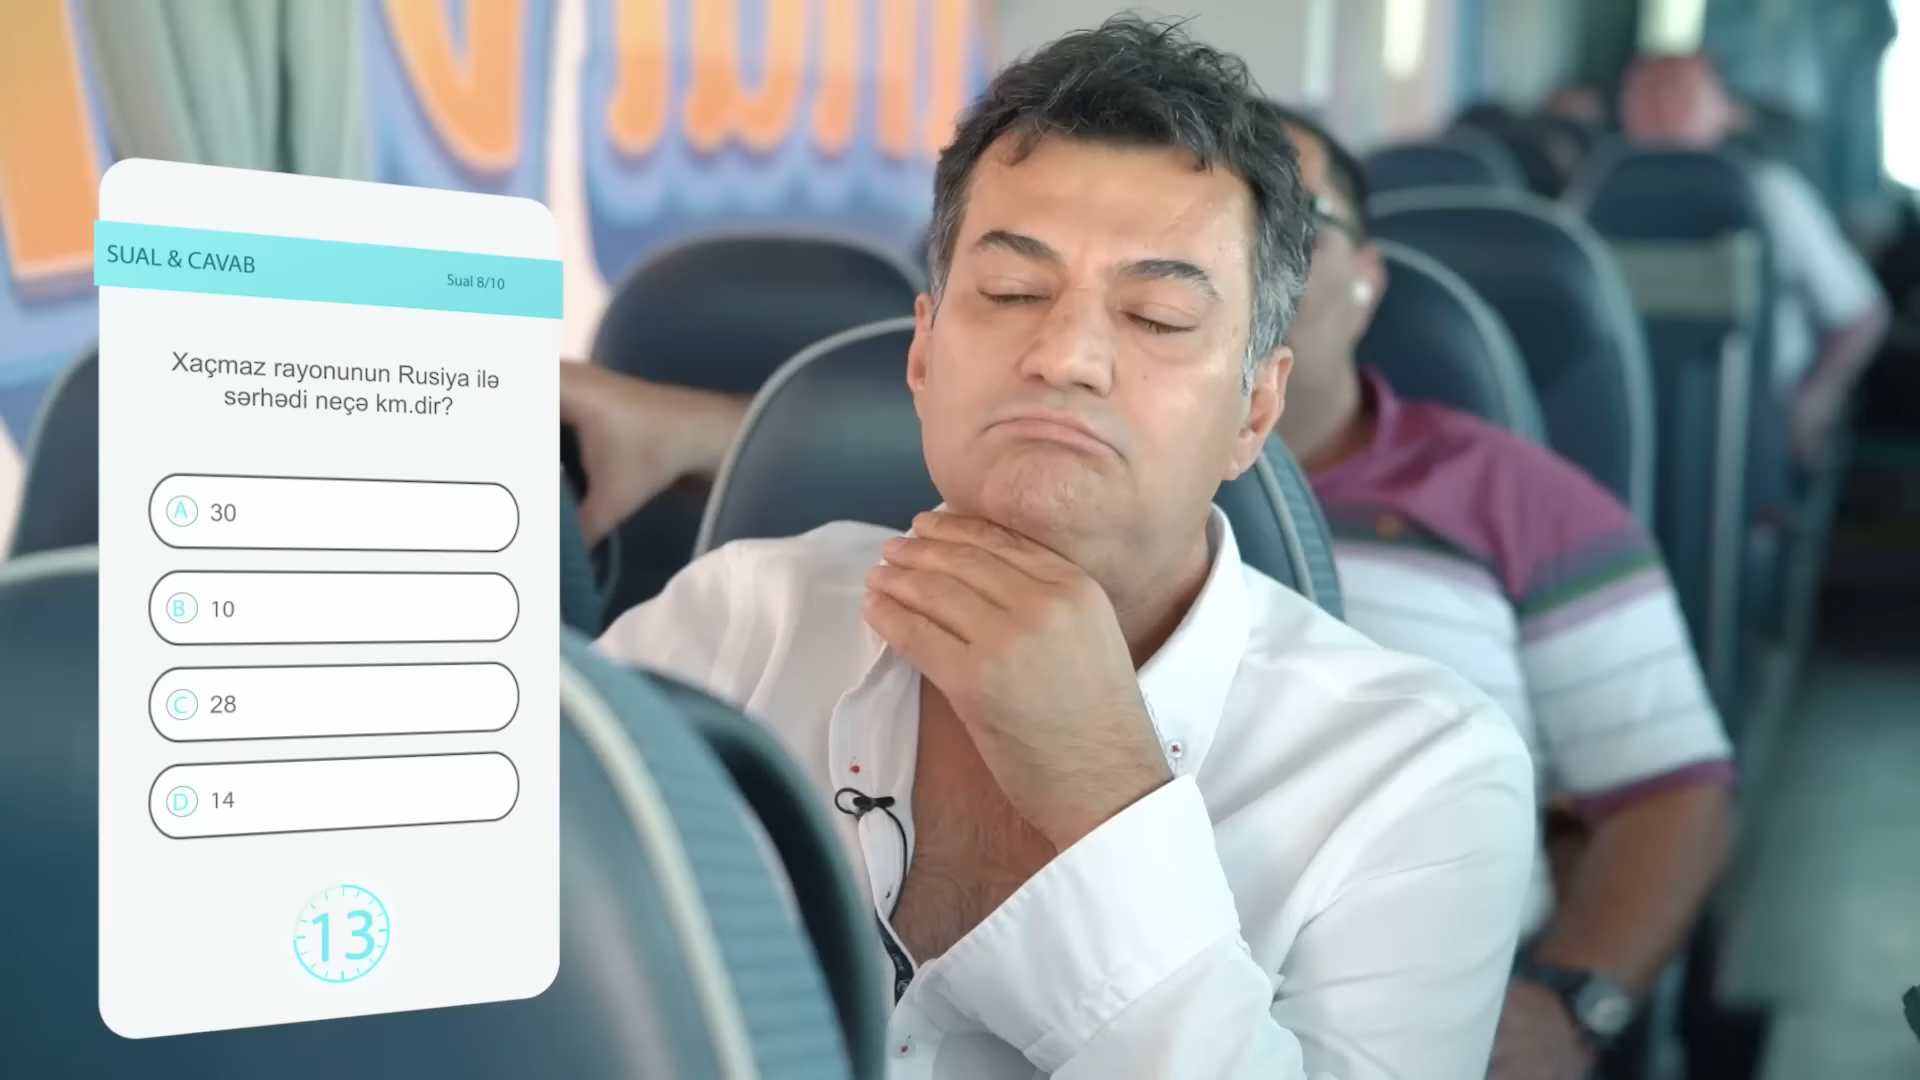 SUAL & CAVAB
Sual 8/10
Xaçmaz rayonunun Rusiya ilə
sərhədi neçə km.dir?
A 30
B 10
C 28
D 14
13